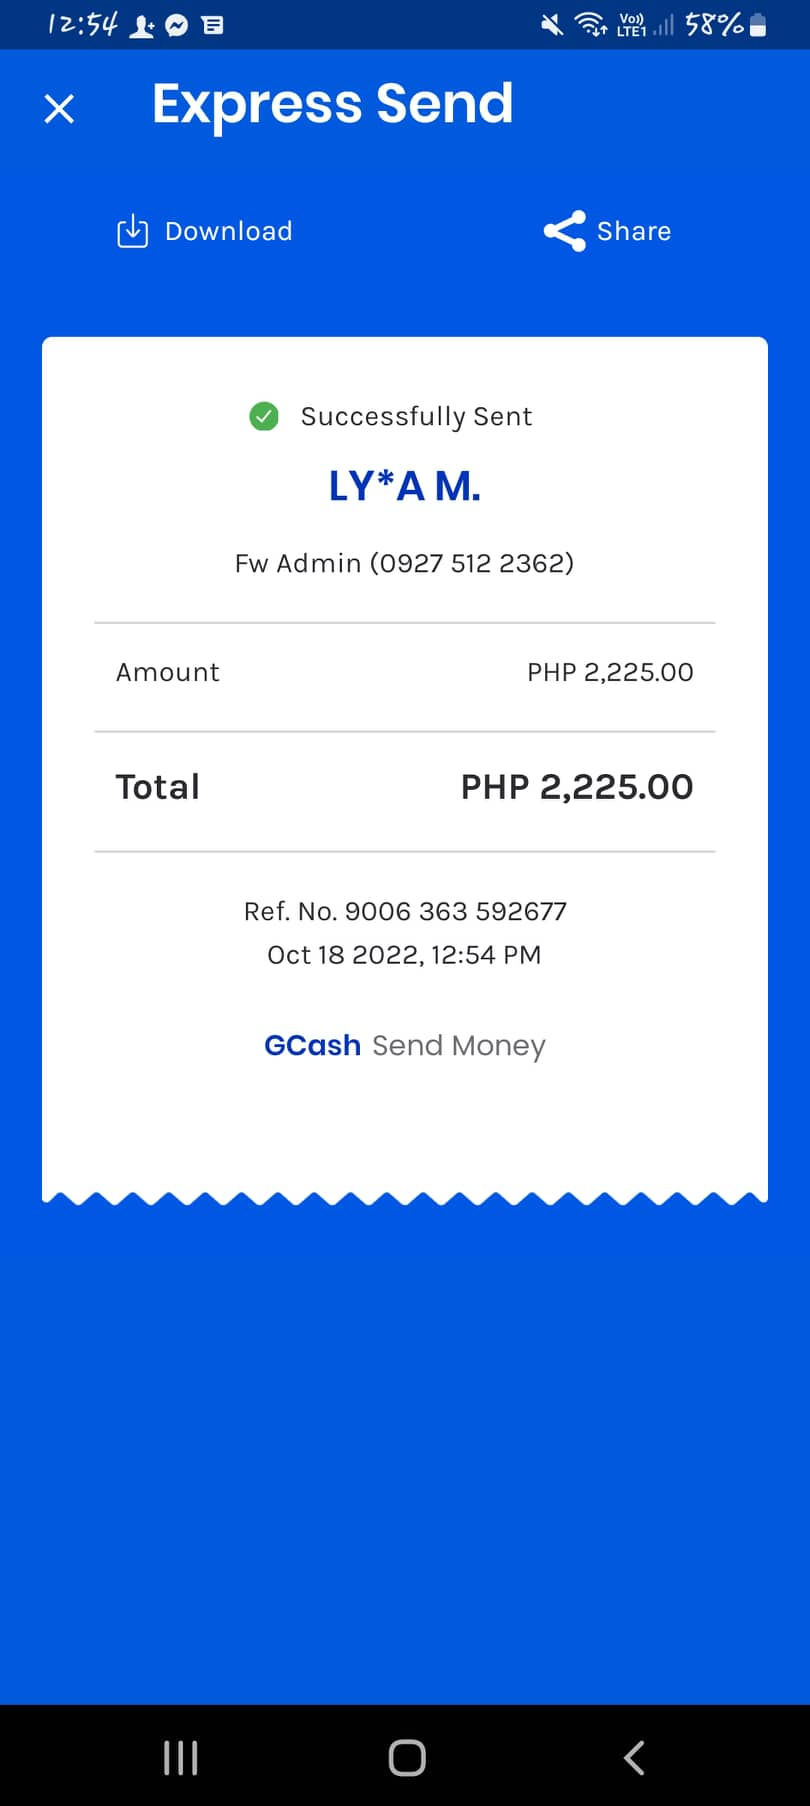 12:54
Vo)) LTE1 58%
Express Send
Download
Share
Successfully Sent
LY*A M.
Fw Admin (0927 512 2362)
Amount PHP 2,225.00
Total PHP 2,225.00
Ref. No. 9006 363 592677
Oct 18 2022, 12:54 PM
GCash Send Money